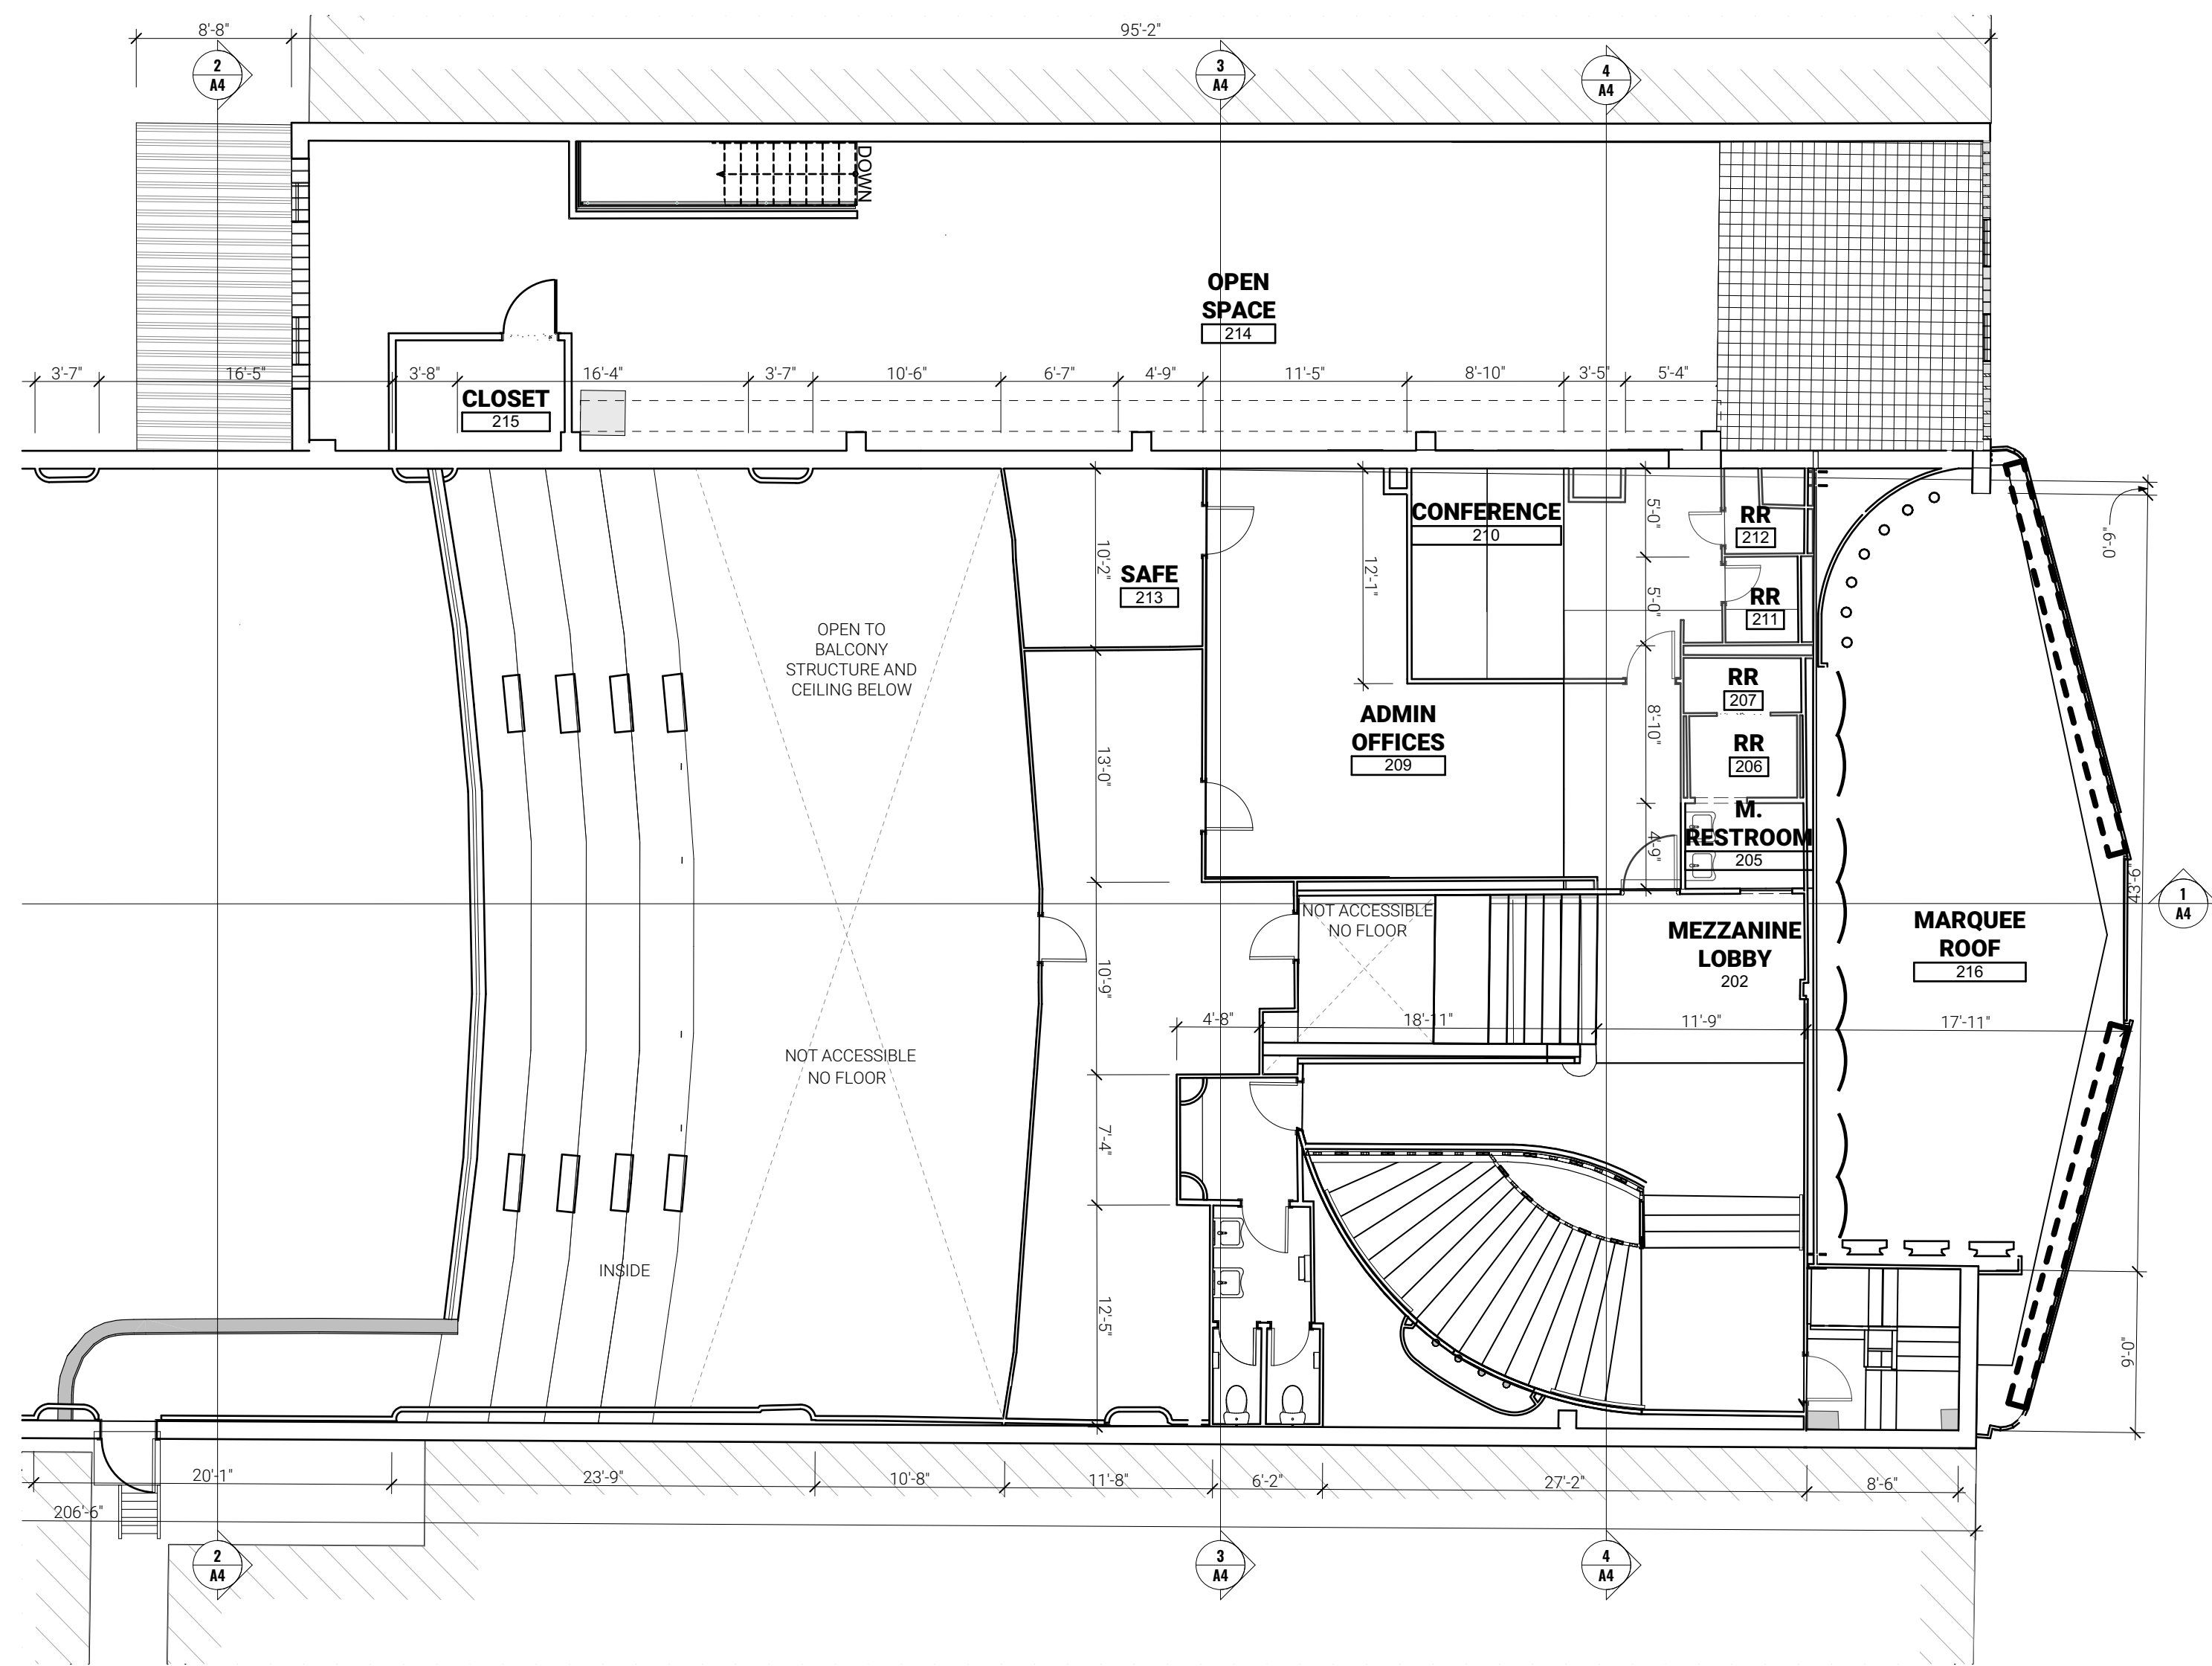 8'-8"
95'-2"
2
A4
3
A4
4
A4
DOWN
OPEN
SPACE
214
3'-7"
16'-5"
3'-8"
16'-4"
3'-7"
10'-6"
6'-7"
4'-9"
11'-5"
8'-10"
3'-5"
5'-4"
CLOSET
215
CONFERENCE
210
5'-0"
RR
212
0'-6"
10'-2"
SAFE
213
12'-1"
5'-0"
RR
211
OPEN TO
BALCONY
STRUCTURE AND
CEILING BELOW
RR
207
ADMIN
OFFICES
209
8'-10"
RR
206
13'-0"
M.
RESTROOM
205
4'-9"
43'-6"
1
A4
NOT ACCESSIBLE
NO FLOOR
MEZZANINE
LOBBY
202
MARQUEE
ROOF
216
10'-9"
4'-8"
18'-11"
11'-9"
17'-11"
NOT ACCESSIBLE
NO FLOOR
7'-4"
INSIDE
12'-5"
9'-0"
20'-1"
23'-9"
10'-8"
11'-8"
6'-2"
27'-2"
8'-6"
206'-6"
2
A4
3
A4
4
A4